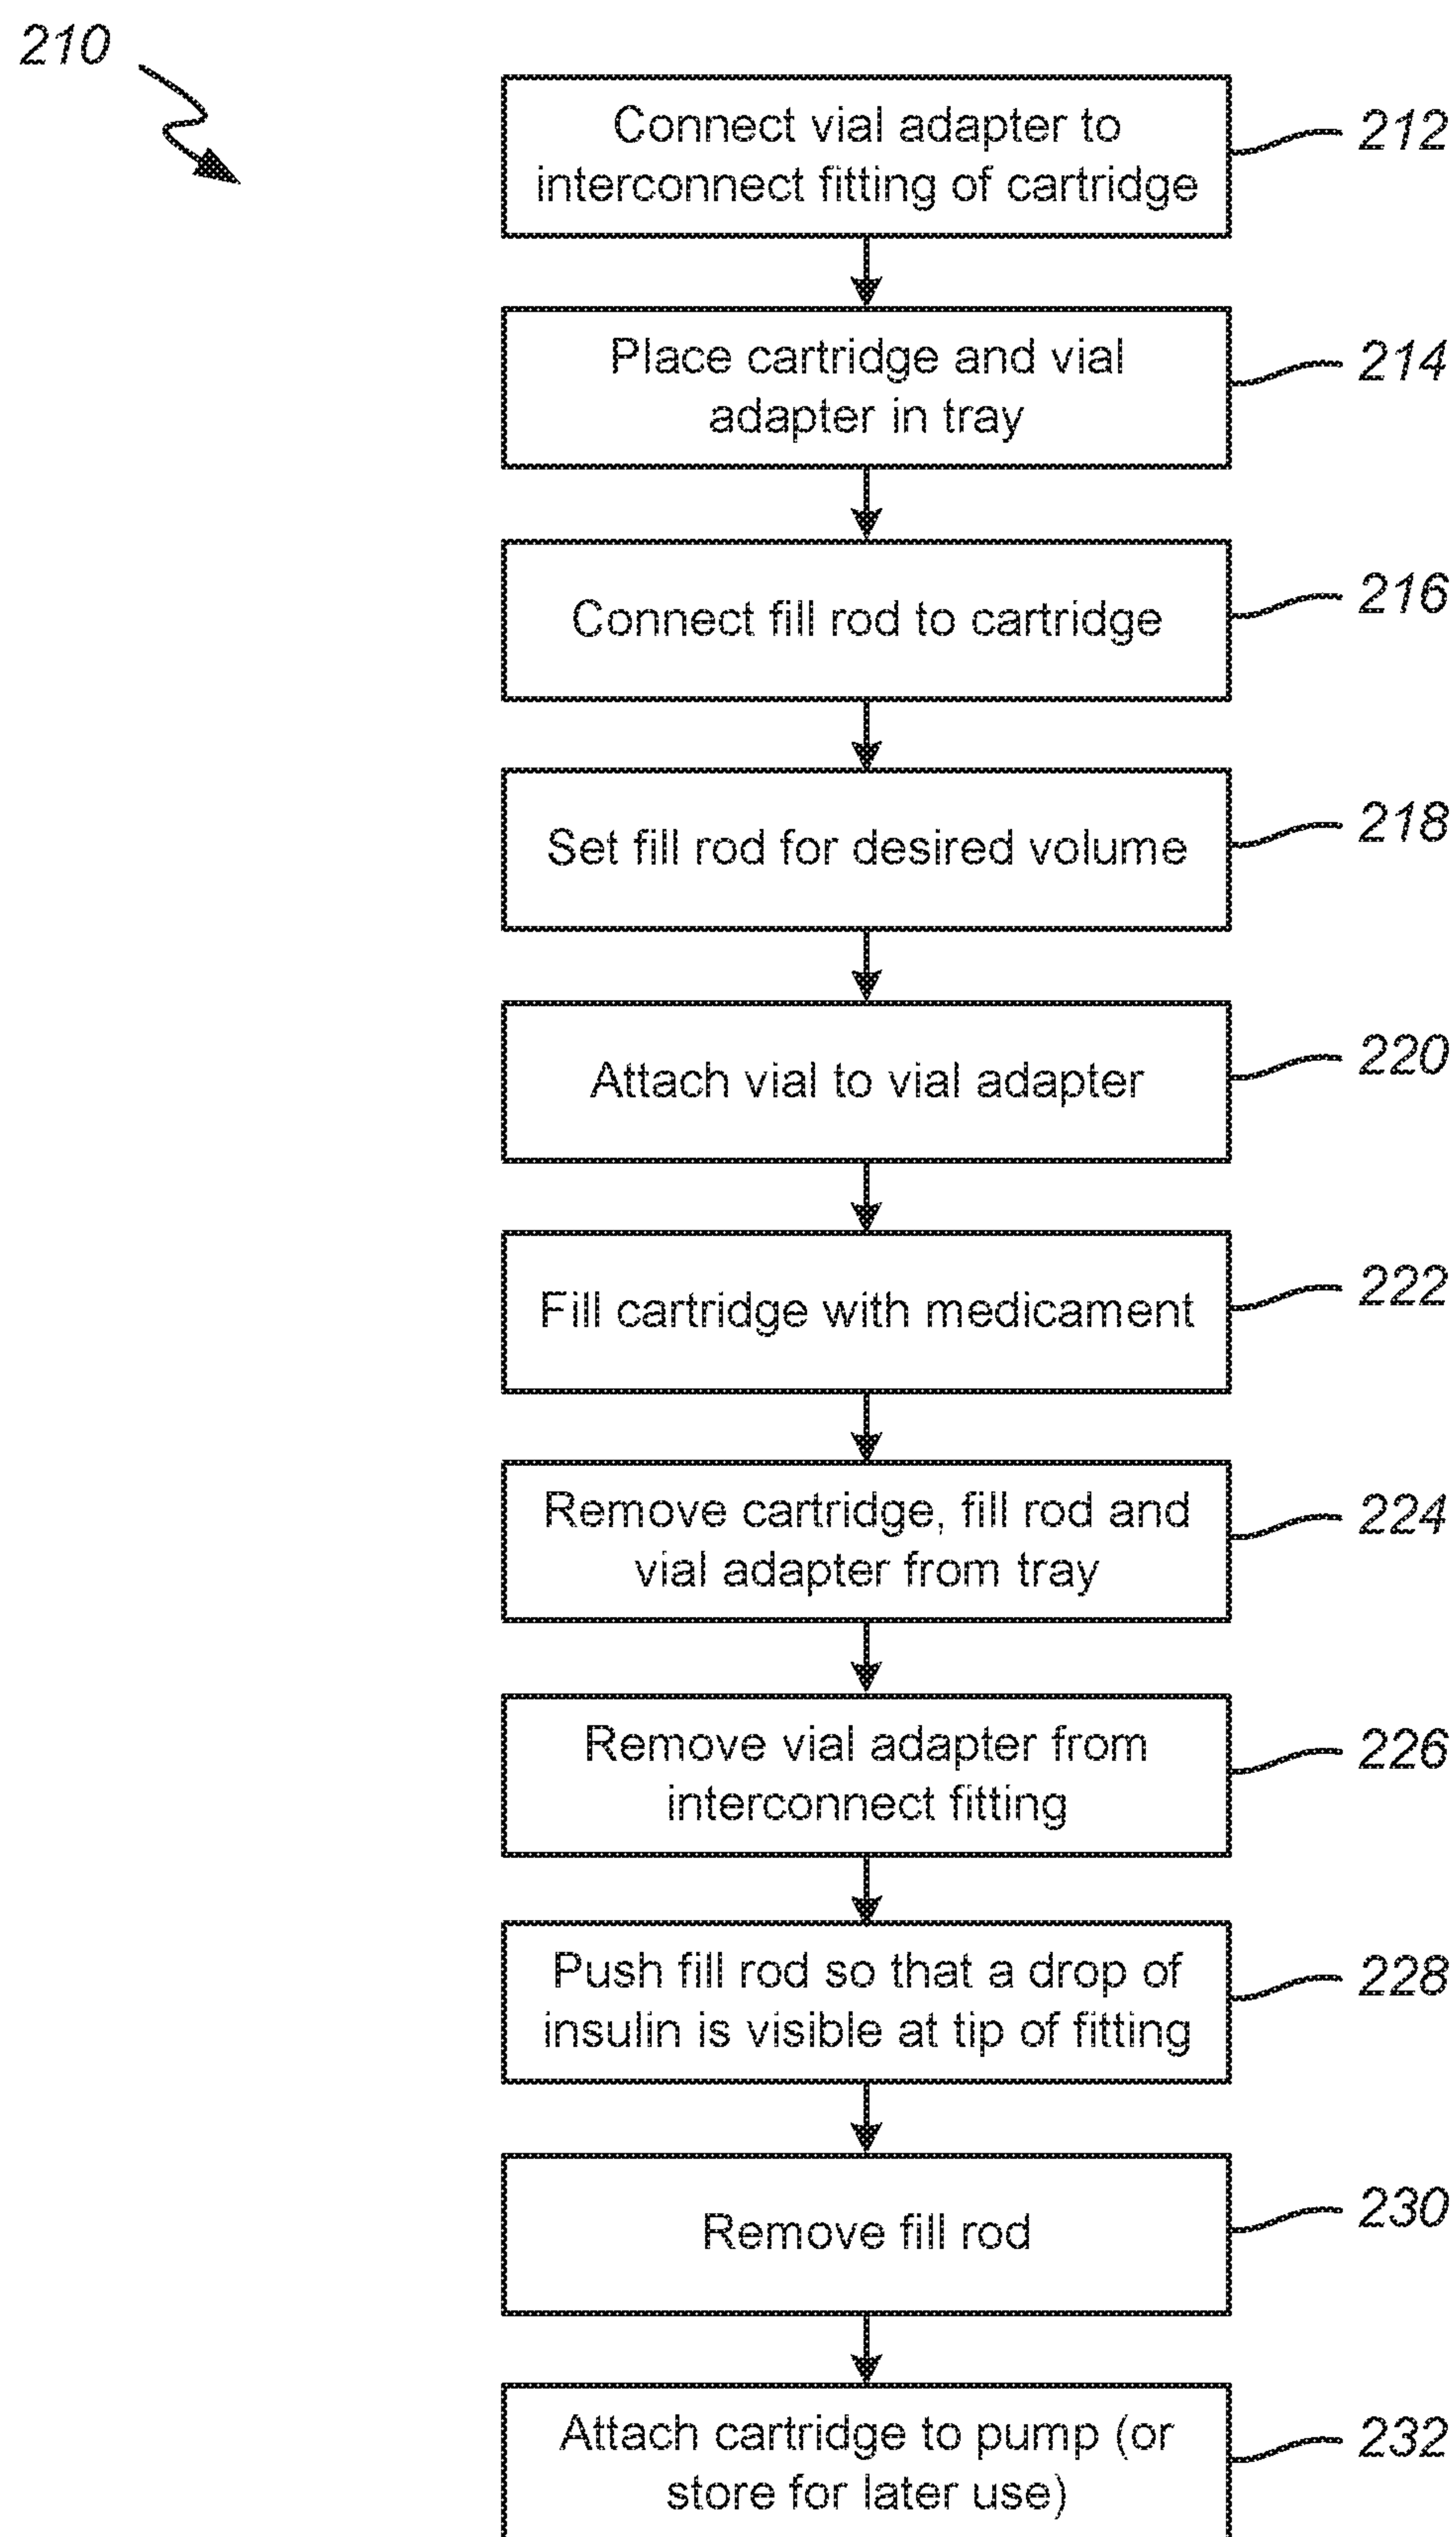 210
Connect vial adapter to
interconnect fitting of cartridge
212
Place cartridge and vial
adapter in tray
214
Connect fill rod to cartridge
216
Set fill rod for desired volume
218
Attach vial to vial adapter
220
Fill cartridge with medicament
222
Remove cartridge, fill rod and
vial adapter from tray
224
Remove vial adapter from
interconnect fitting
226
Push fill rod so that a drop of
insulin is visible at tip of fitting
228
Remove fill rod
230
Attach cartridge to pump (or
store for later use)
232